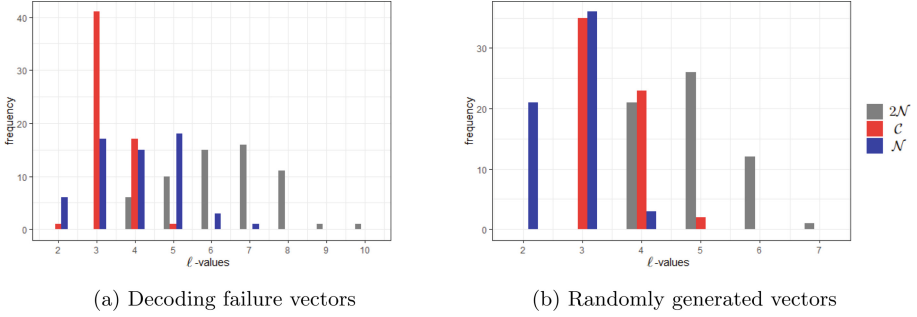 40
30
20
10
0
frequency
2 3 4 5 6 7 8 9 10
ℓ -values
(a) Decoding failure vectors
30
20
10
0
frequency
2 3 4 5 6 7
ℓ -values
(b) Randomly generated vectors
2𝒩
𝒞
𝒩